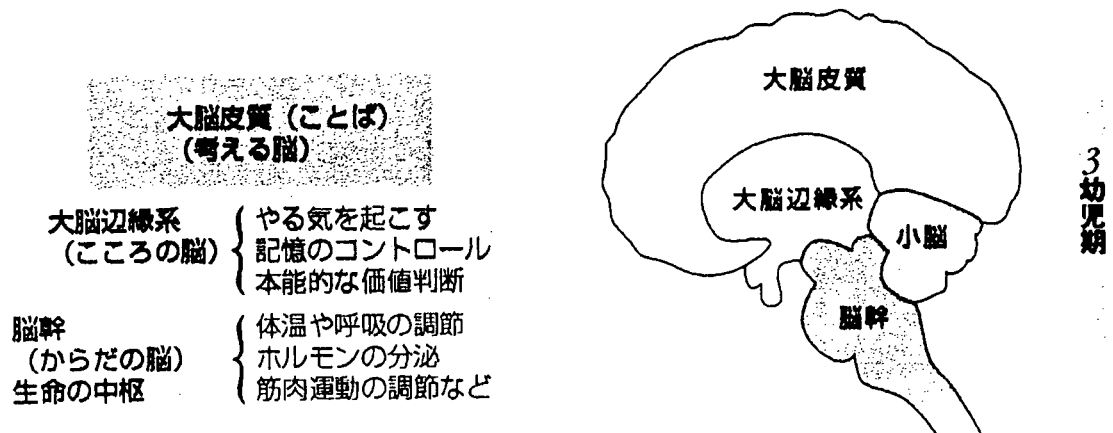 大脳皮質（ことば）
（考える脳）
大脳辺縁系
（こころの脳）
やる気を起こす
記憶のコントロール
本能的な価値判断
脳幹
（からだの脳）
生命の中枢
体温や呼吸の調節
ホルモンの分泌
筋肉運動の調節など
大脳皮質
大脳辺縁系
小脳
脳幹
3幼児期